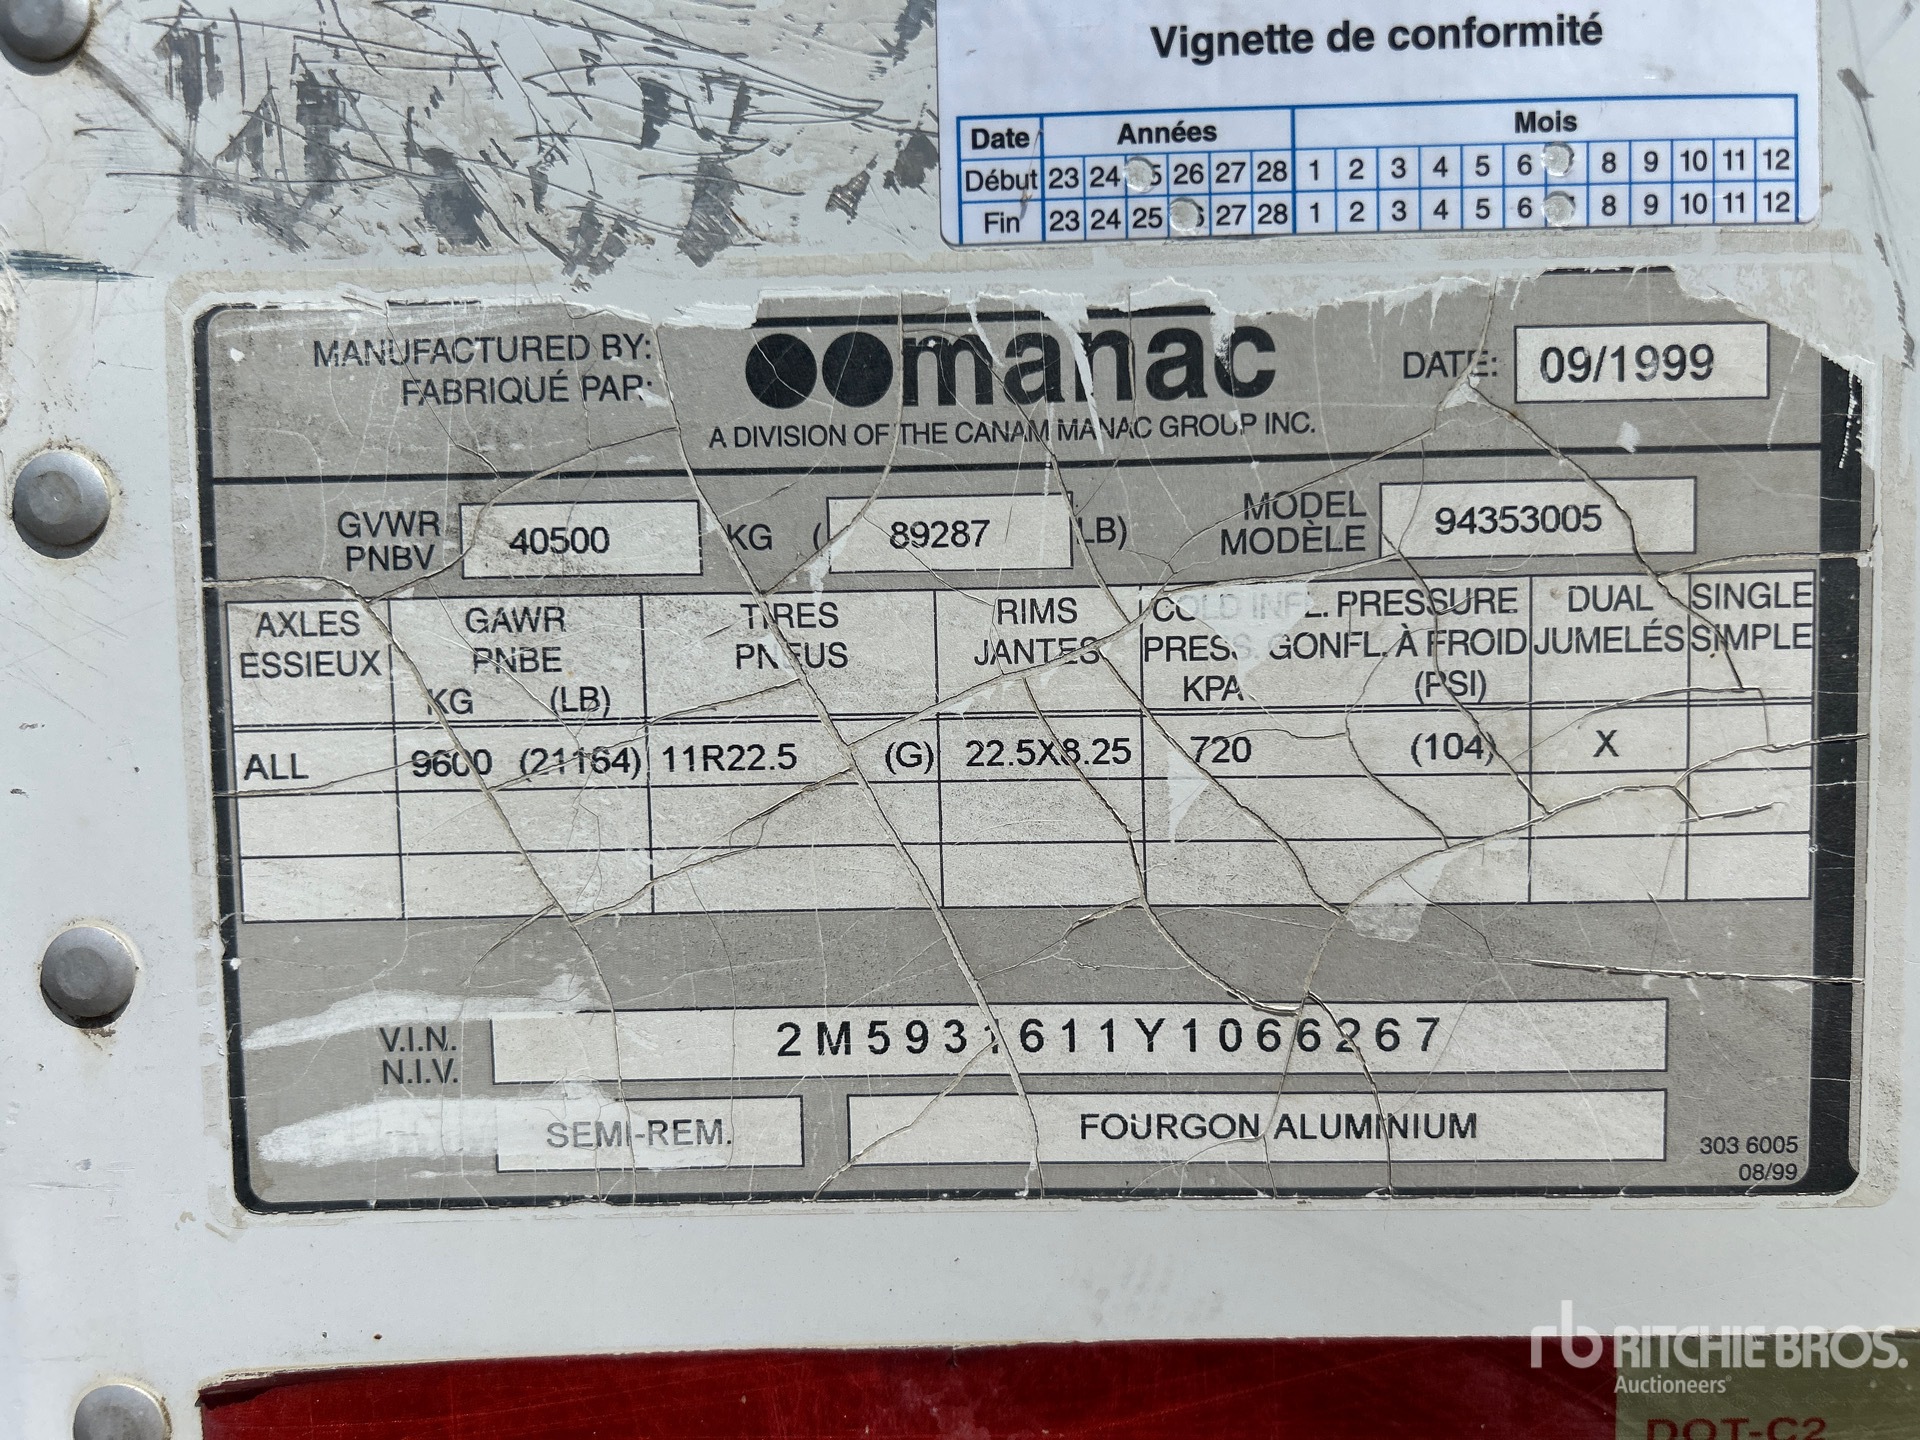 Vignette de conformité
Date Années Mois
Début 23 24 26 27 28 1 2 3 4 5 6 8 9 10 11 12
Fin 23 24 25 27 28 1 2 3 4 5 6 8 9 10 11 12
MANUFACTURED BY: manac DATE: 09/1999
FABRIQUÉ PAR:
A DIVISION OF THE CANAM MANAC GROUP INC.
GVWR 40500 KG (89287 LB) MODEL 94353005
PNBV MODÈLE
AXLES GAWR TIRES RIMS COLD INFL. PRESSURE DUAL SINGLE
ESSIEUX PNBE PNEUS JANTES PRESS. GONFL. À FROID JUMELÉS SIMPLE
KG (LB) KPA (PSI)
ALL 9600 (21164) 11R22.5 (G) 22.5X8.25 720 (104) X
V.I.N. 2M5931611Y1066267
N.I.V.
SEMI-REM. FOURGON ALUMINIUM
303 6005
08/99
rb RITCHIE BROS.
Auctioneers
DOT-C2